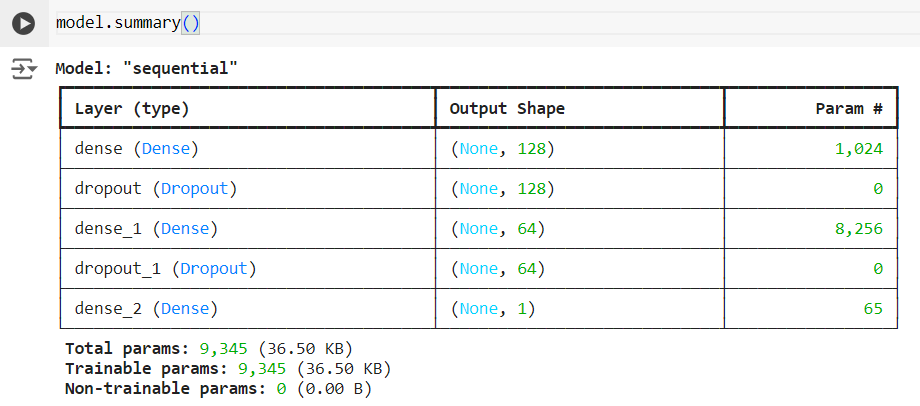 model.summary()
Model: "sequential"
Layer (type) Output Shape Param #
dense (Dense) (None, 128) 1,024
dropout (Dropout) (None, 128) 0
dense_1 (Dense) (None, 64) 8,256
dropout_1 (Dropout) (None, 64) 0
dense_2 (Dense) (None, 1) 65
Total params: 9,345 (36.50 KB)
Trainable params: 9,345 (36.50 KB)
Non-trainable params: 0 (0.00 B)